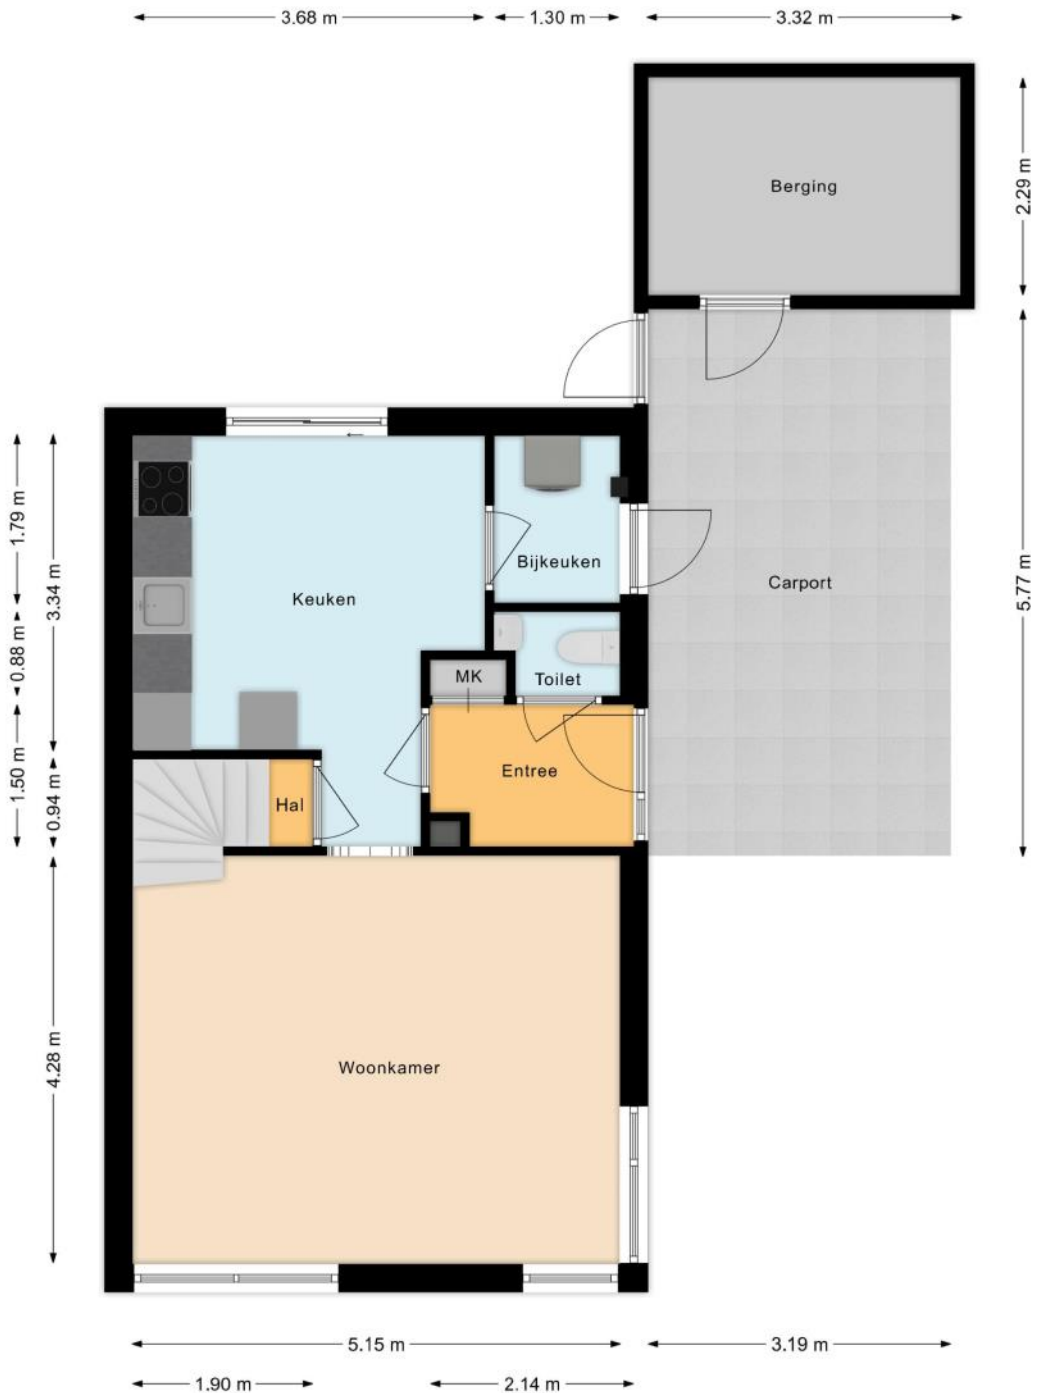 3.68 m
1.30 m
3.32 m
Berging
2.29 m
1.79 m
3.34 m
Bijkeuken
Keuken
Carport
5.77 m
0.88 m
MK
Toilet
1.50 m
0.94 m
Entree
Hal
4.28 m
Woonkamer
5.15 m
3.19 m
1.90 m
2.14 m